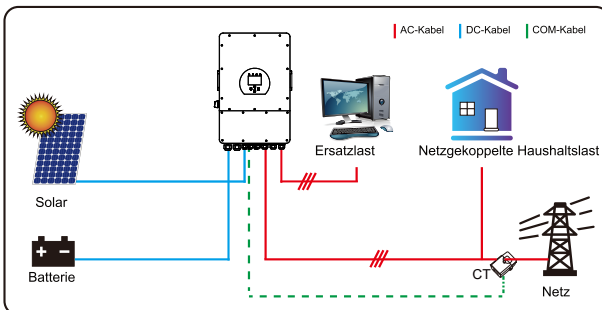 AC-Kabel
DC-Kabel
COM-Kabel
Ersatzlast
Netzgekoppelte Haushaltslast
Solar
Batterie
CT
Netz